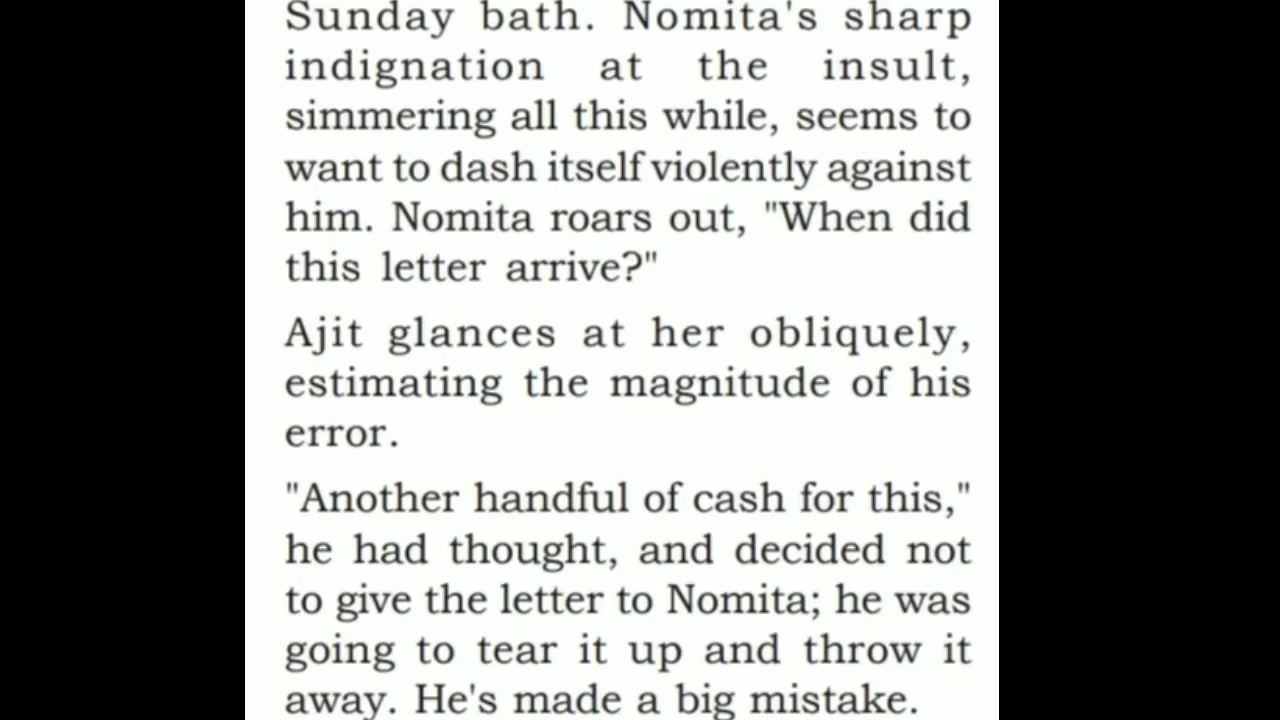 Sunday bath. Nomita's sharp
indignation at the insult,
simmering all this while, seems to
want to dash itself violently against
him. Nomita roars out, "When did
this letter arrive?"
Ajit glances at her obliquely,
estimating the magnitude of his
error.
"Another handful of cash for this,"
he had thought, and decided not
to give the letter to Nomita; he was
going to tear it up and throw it
away. He's made a big mistake.